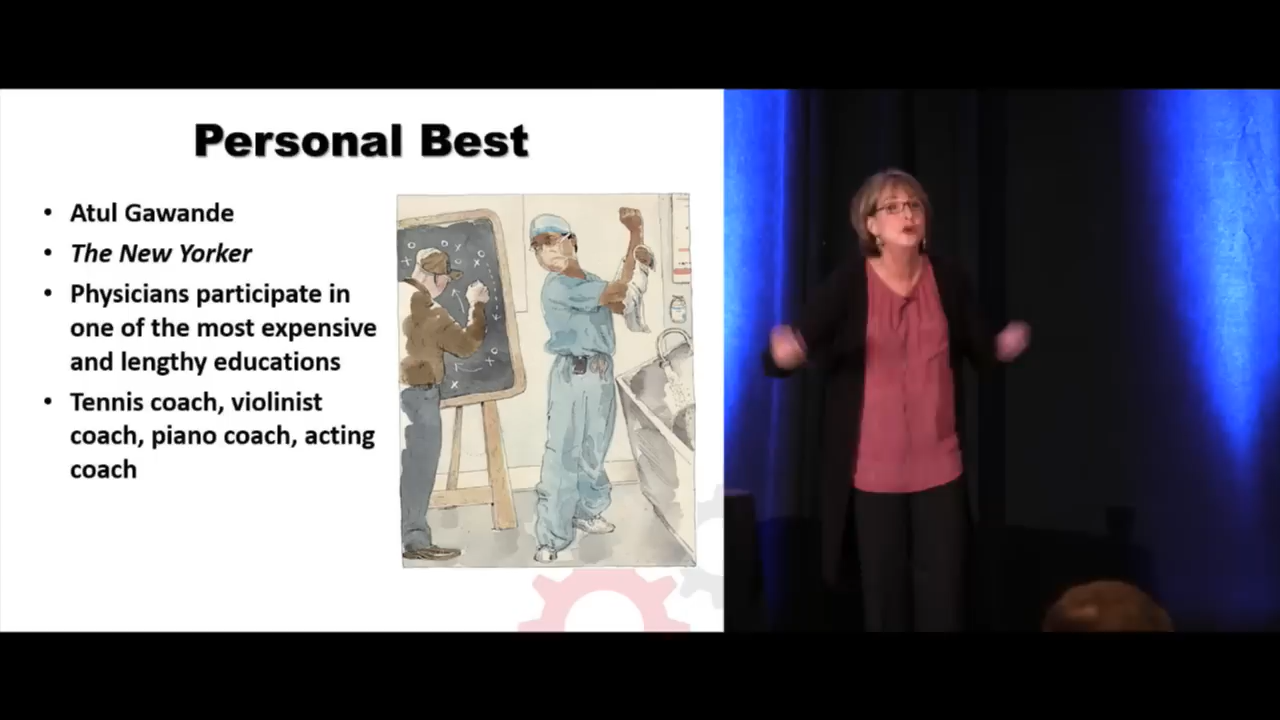 Personal Best
• Atul Gawande
• The New Yorker
• Physicians participate in
one of the most expensive
and lengthy educations
• Tennis coach, violinist
coach, piano coach, acting
coach